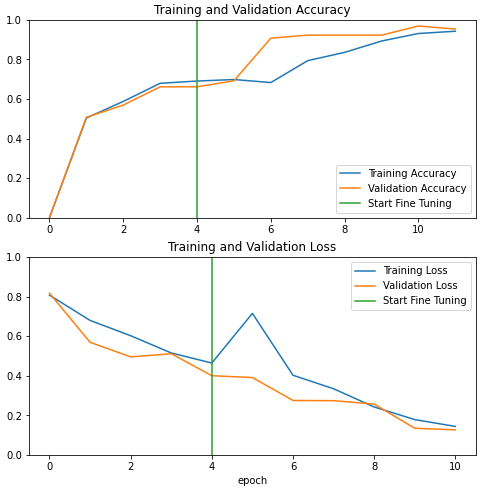 Training and Validation Accuracy
1.0
0.8
0.6
0.4
0.2
0.0
Training Accuracy
Validation Accuracy
Start Fine Tuning
0 2 4 6 8 10
Training and Validation Loss
1.0
0.8
0.6
0.4
0.2
0.0
Training Loss
Validation Loss
Start Fine Tuning
0 2 4 6 8 10
epoch